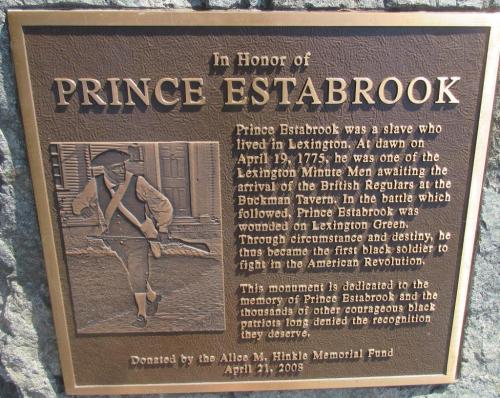 In Honor of
PRINCE ESTABROOK
Prince Estabrook was a slave who
lived in Lexington. At dawn on
April 19, 1775, he was one of the
Lexington Minute Men awaiting the
arrival of the British Regulars at the
Buckman Tavern. In the battle which
followed, Prince Estabrook was
wounded on Lexington Green.
Through circumstance and destiny, he
thus became the first black soldier to
fight in the American Revolution.
This monument is dedicated to the
memory of Prince Estabrook and the
thousands of other courageous black
patriots long denied the recognition
they deserve.
Donated by the Alice M. Hinkle Memorial Fund
April 21, 2008